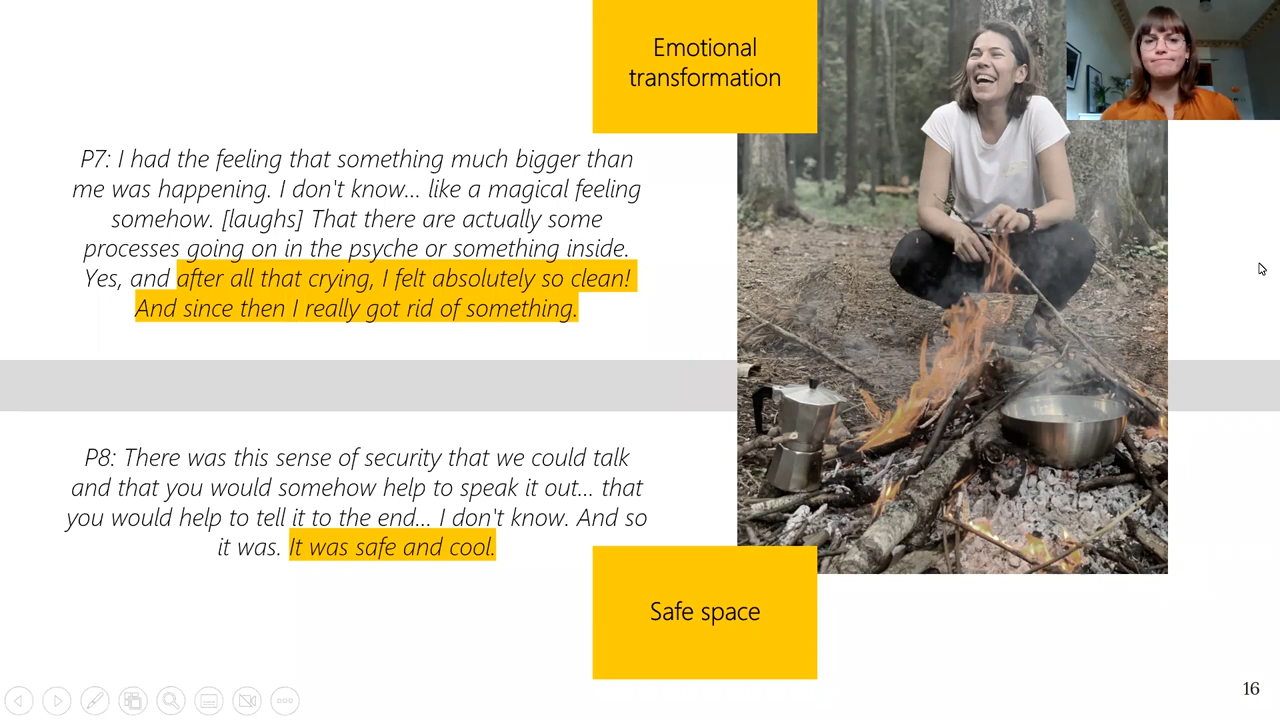 Emotional
transformation
P7: I had the feeling that something much bigger than
me was happening. I don't know... like a magical feeling
somehow. [laughs] That there are actually some
processes going on in the psyche or something inside.
Yes, and after all that crying, I felt absolutely so clean!
And since then I really got rid of something.
P8: There was this sense of security that we could talk
and that you would somehow help to speak it out... that
you would help to tell it to the end... I don't know. And so
it was. It was safe and cool.
Safe space
16